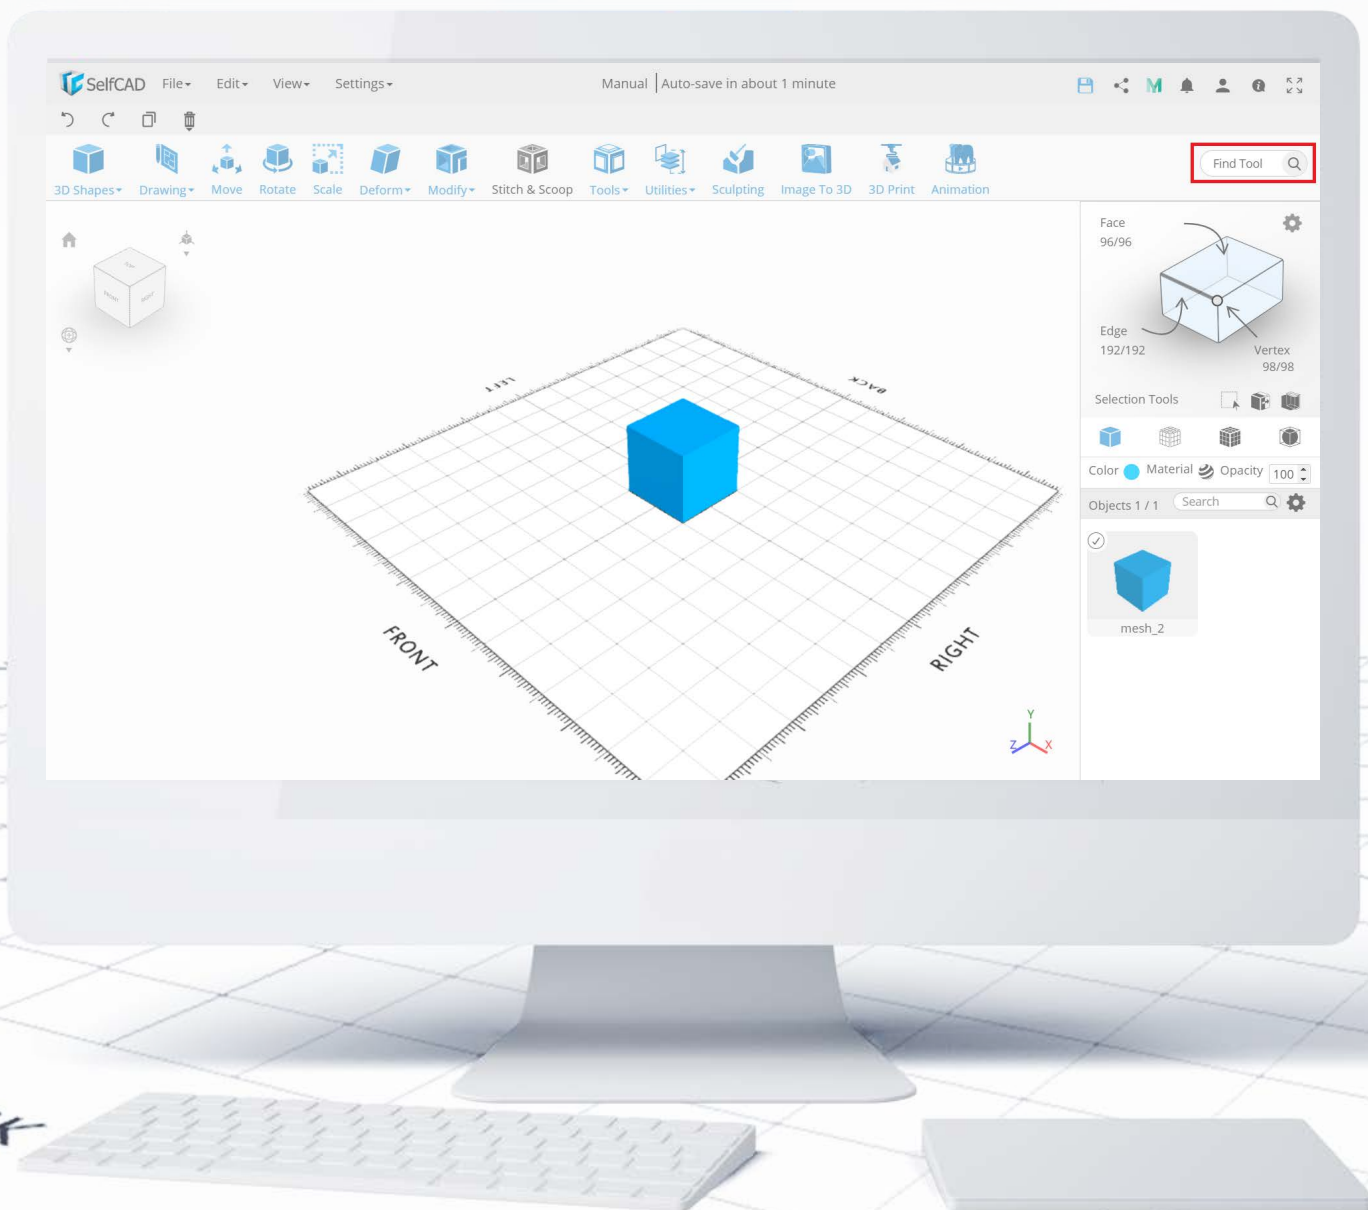 SelfCAD File Edit View Settings Manual Auto-save in about 1 minute
3D Shapes Drawing Move Rotate Scale Deform Modify Stitch & Scoop Tools Utilities Sculpting Image To 3D 3D Print Animation
Find Tool
Face
96/96
Edge
192/192
Vertex
98/98
Selection Tools
Color Material Opacity 100
Objects 1 / 1 Search
mesh_2
FRONT
RIGHT
LEFT
BACK
FRONT
RIGHT
Y
Z
X